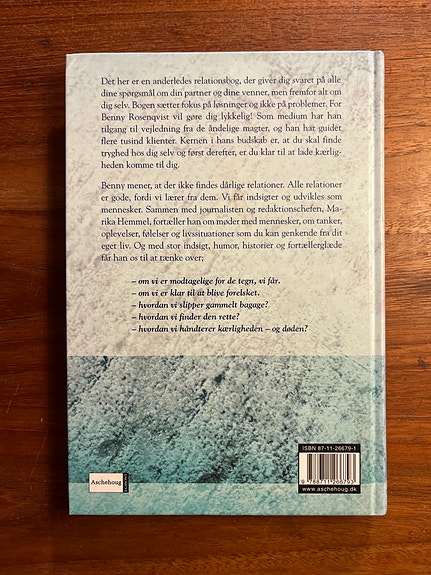 Det her er en anderledes relationsbog, der giver dig svaret på alle
dine spørgsmål om din partner og dine venner, men fremfor alt om
dig selv. Bogen sætter fokus på løsninger og ikke på problemer. For
Benny Rosenqvist vil gøre dig lykkelig! Som medium har han
tilgang til vejledning fra de åndelige magter, og han har guidet
flere tusind klienter. Kernen i hans budskab er, at du skal finde
tryghed hos dig selv og først derefter, er du klar til at lade kærlig-
heden komme til dig.
Benny mener, at der ikke findes dårlige relationer. Alle relationer
er gode, fordi vi lærer fra dem. Vi får indsigter og udvikles som
mennesker. Sammen med journalisten og redaktionschefen, Ma-
rika Hemmel, fortæller han om møder med mennesker, om tanker,
oplevelser, følelser og livssituationer som du kan genkende fra dit
eget liv. Og med stor indsigt, humor, historier og fortællerglæde
får han os til at tænke over;
– om vi er modtagelige for de tegn, vi får.
– om vi er klar til at blive forelsket.
– hvordan vi slipper gammelt bagage?
– hvordan vi finder den rette?
– hvordan vi håndterer kærligheden – og døden?
ISBN 87-11-26679-1
9 788711 266793
www.aschehoug.dk
Aschehoug